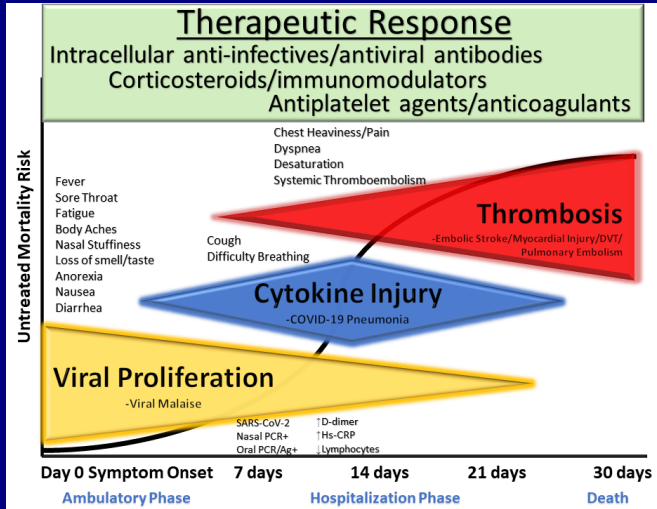 Therapeutic Response
Intracellular anti-infectives/antiviral antibodies
Corticosteroids/immunomodulators
Antiplatelet agents/anticoagulants
Untreated Mortality Risk
Chest Heaviness/Pain
Dyspnea
Desaturation
Systemic Thromboembolism
Fever
Sore Throat
Fatigue
Body Aches
Nasal Stuffiness
Loss of smell/taste
Anorexia
Nausea
Diarrhea
Cough
Difficulty Breathing
Thrombosis
-Embolic Stroke/Myocardial Injury/DVT/
Pulmonary Embolism
Cytokine Injury
-COVID-19 Pneumonia
Viral Proliferation
-Viral Malaise
SARS-CoV-2
Nasal PCR+
Oral PCR/Ag+
↑D-dimer
↑Hs-CRP
↓Lymphocytes
Day 0 Symptom Onset 7 days 14 days 21 days 30 days
Ambulatory Phase Hospitalization Phase Death